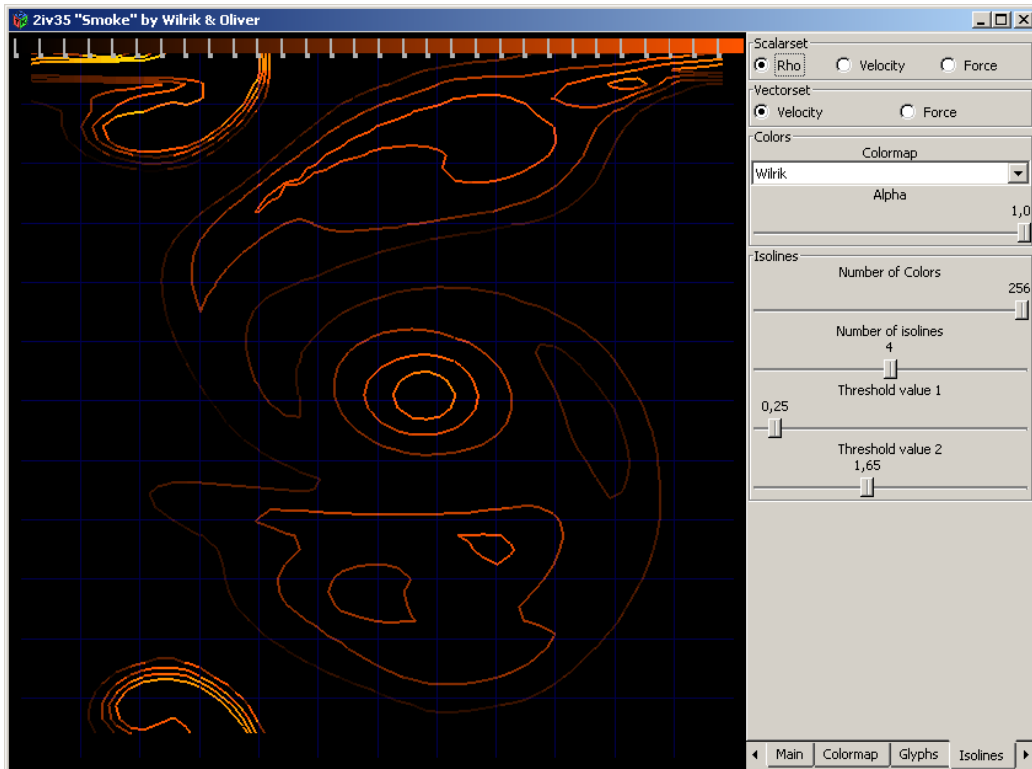 2iv35 "Smoke" by Wilrik & Oliver
Scalarset
Rho Velocity Force
Vectorset
Velocity Force
Colors
Colormap
Wilrik
Alpha
1,0
Isolines
Number of Colors
256
Number of isolines
4
Threshold value 1
0,25
Threshold value 2
1,65
Main Colormap Glyphs Isolines